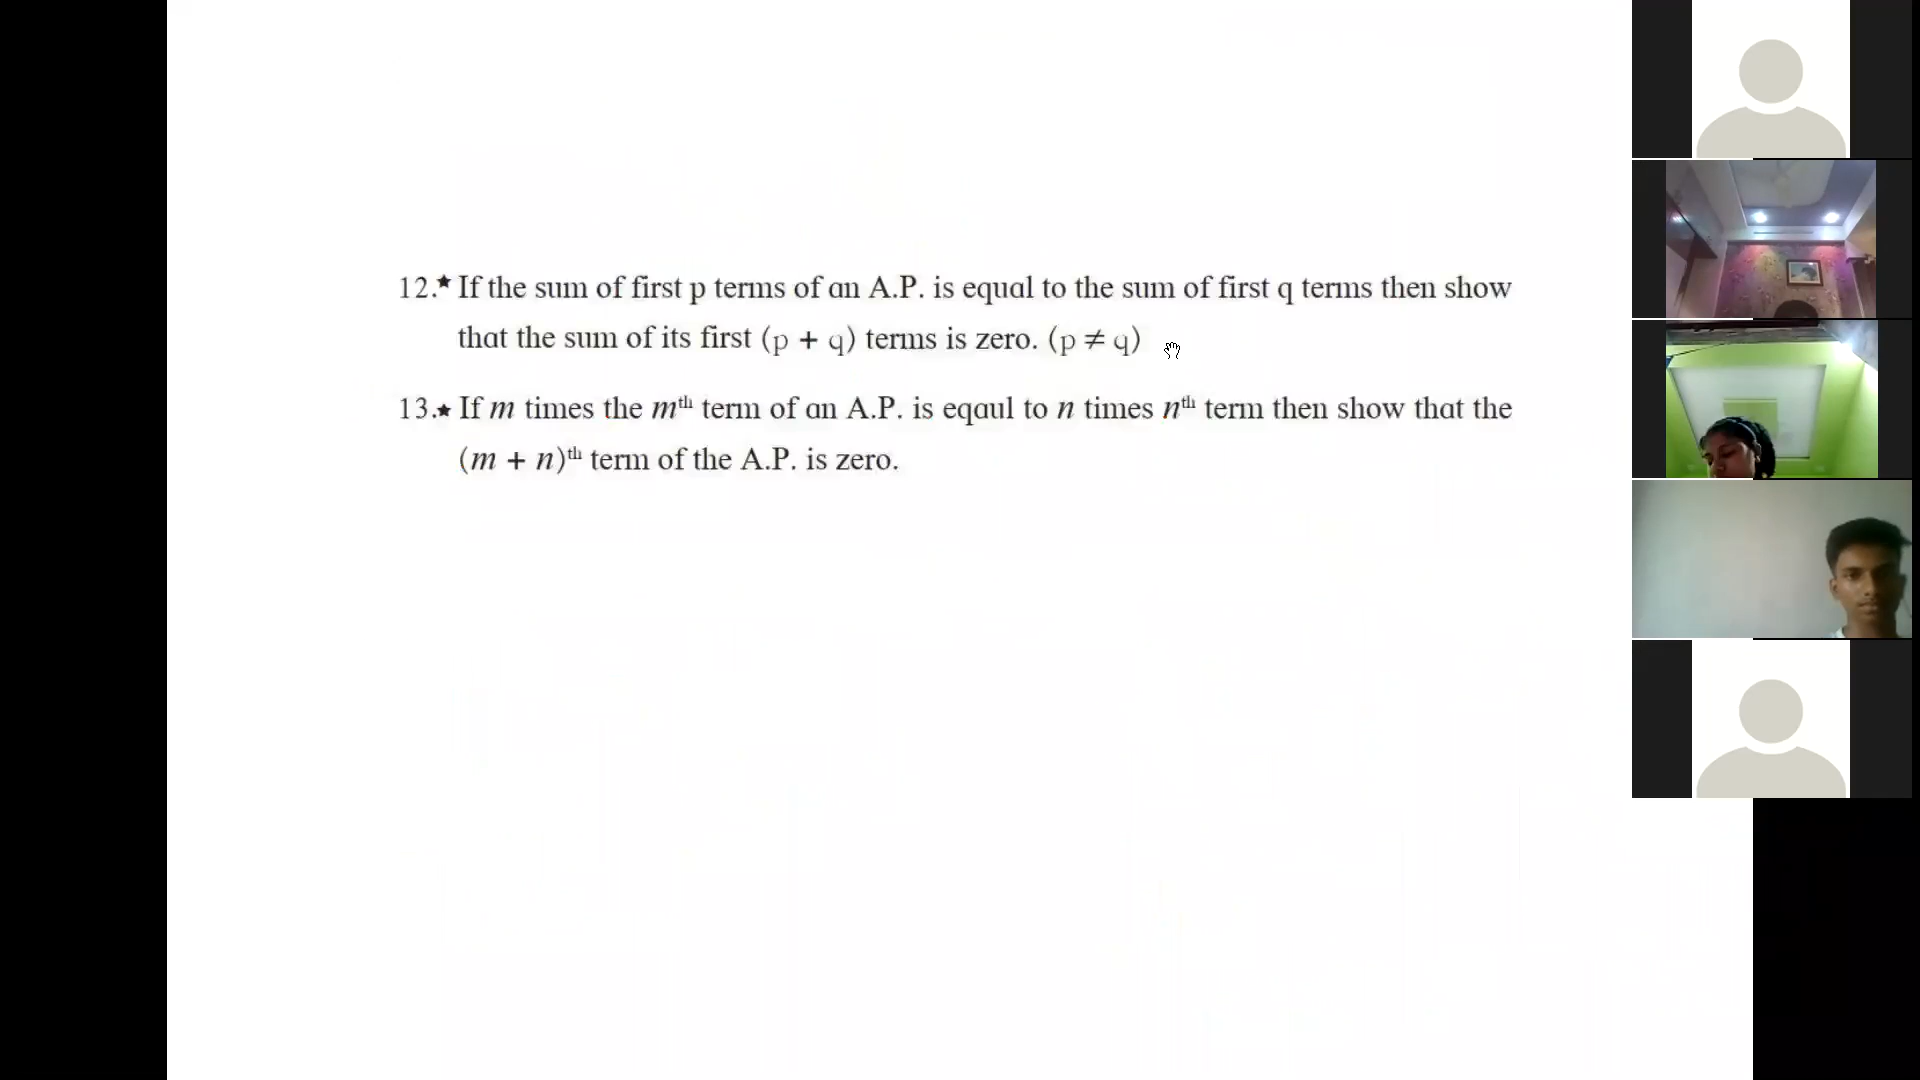 12.★ If the sum of first p terms of an A.P. is equal to the sum of first q terms then show
that the sum of its first (p + q) terms is zero. (p ≠ q)
13.★ If m times the mᵗʰ term of an A.P. is eqaul to n times nᵗʰ term then show that the
(m + n)ᵗʰ term of the A.P. is zero.